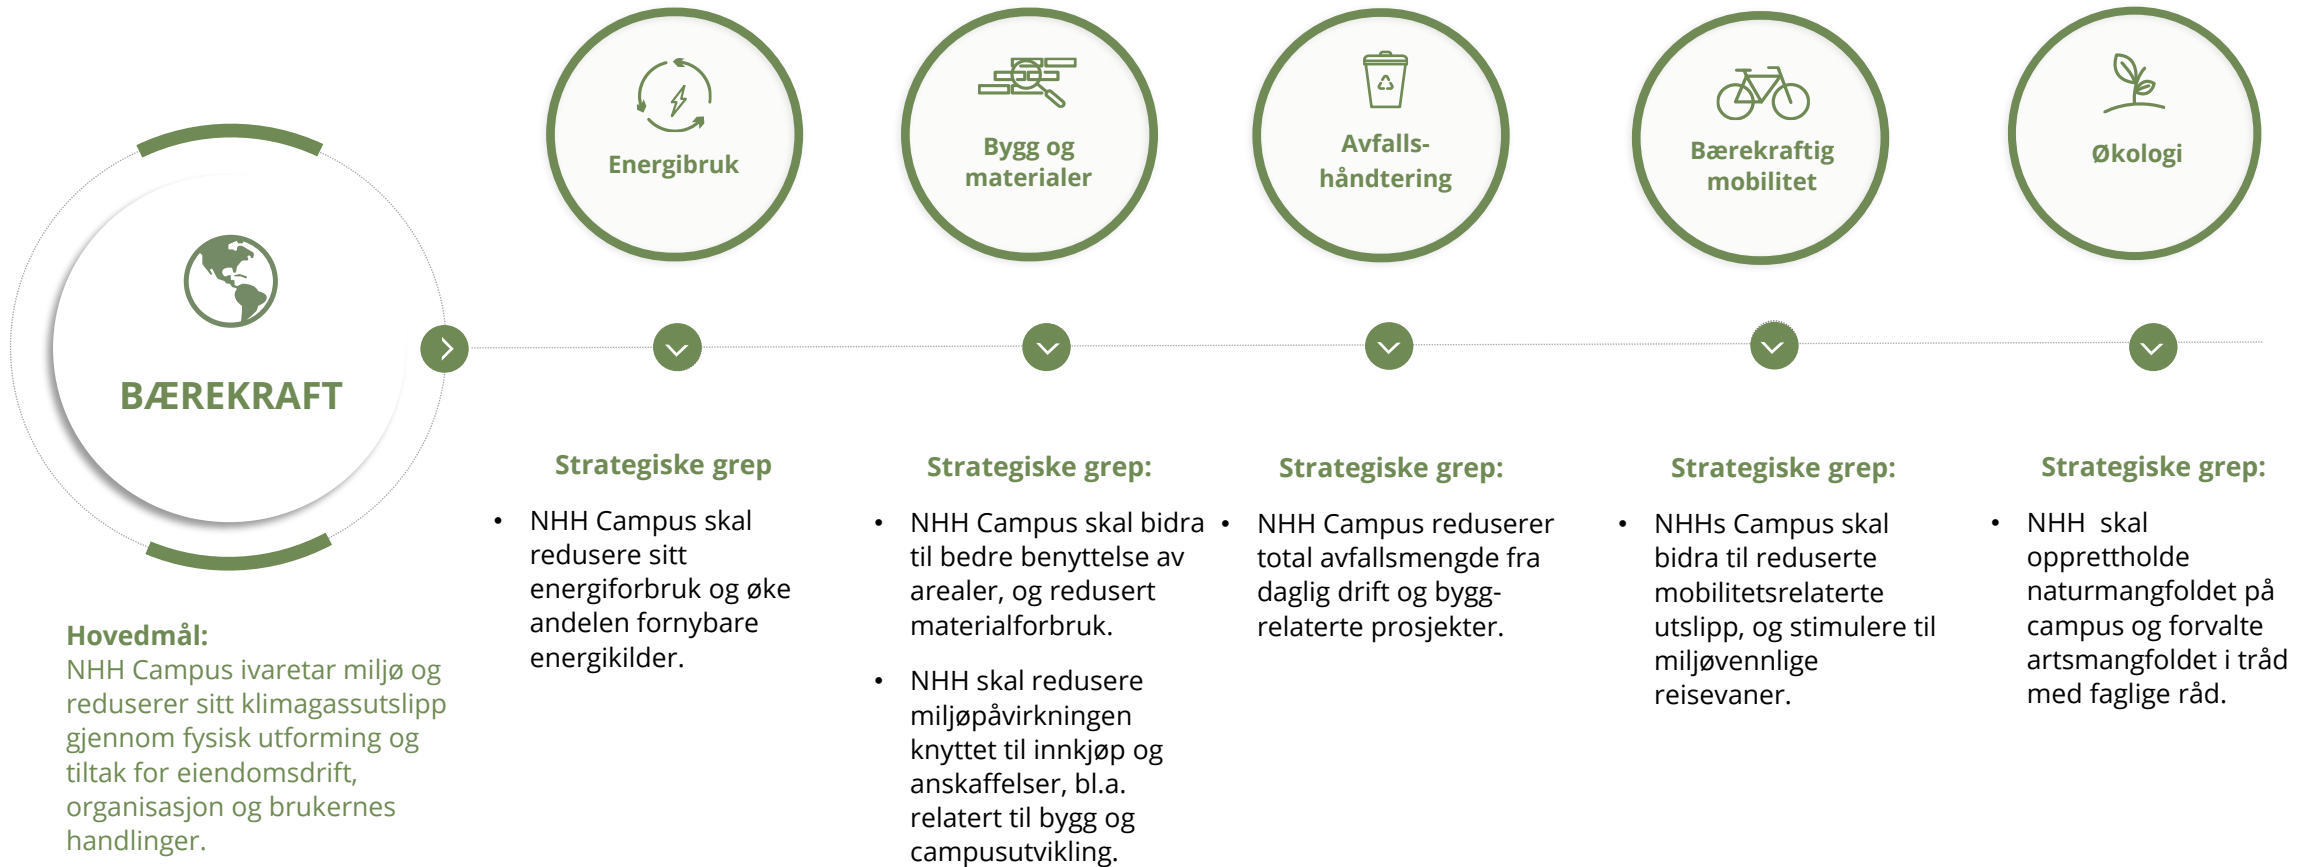 BÆREKRAFT
Hovedmål:
NHH Campus ivaretar miljø og
reduserer sitt klimagassutslipp
gjennom fysisk utforming og
tiltak for eiendomsdrift,
organisasjon og brukernes
handlinger.
Energibruk
Strategiske grep
• NHH Campus skal
redusere sitt
energiforbruk og øke
andelen fornybare
energikilder.
Bygg og
materialer
Strategiske grep:
• NHH Campus skal bidra
til bedre benyttelse av
arealer, og redusert
materialforbruk.
• NHH skal redusere
miljøpåvirkningen
knyttet til innkjøp og
anskaffelser, bl.a.
relatert til bygg og
campusutvikling.
Avfalls-
håndtering
Strategiske grep:
• NHH Campus reduserer
total avfallsmengde fra
daglig drift og bygg-
relaterte prosjekter.
Bærekraftig
mobilitet
Strategiske grep:
• NHHs Campus skal
bidra til reduserte
mobilitetsrelaterte
utslipp, og stimulere til
miljøvennlige
reisevaner.
Økologi
Strategiske grep:
• NHH  skal
opprettholde
naturmangfoldet på
campus og forvalte
artsmangfoldet i tråd
med faglige råd.